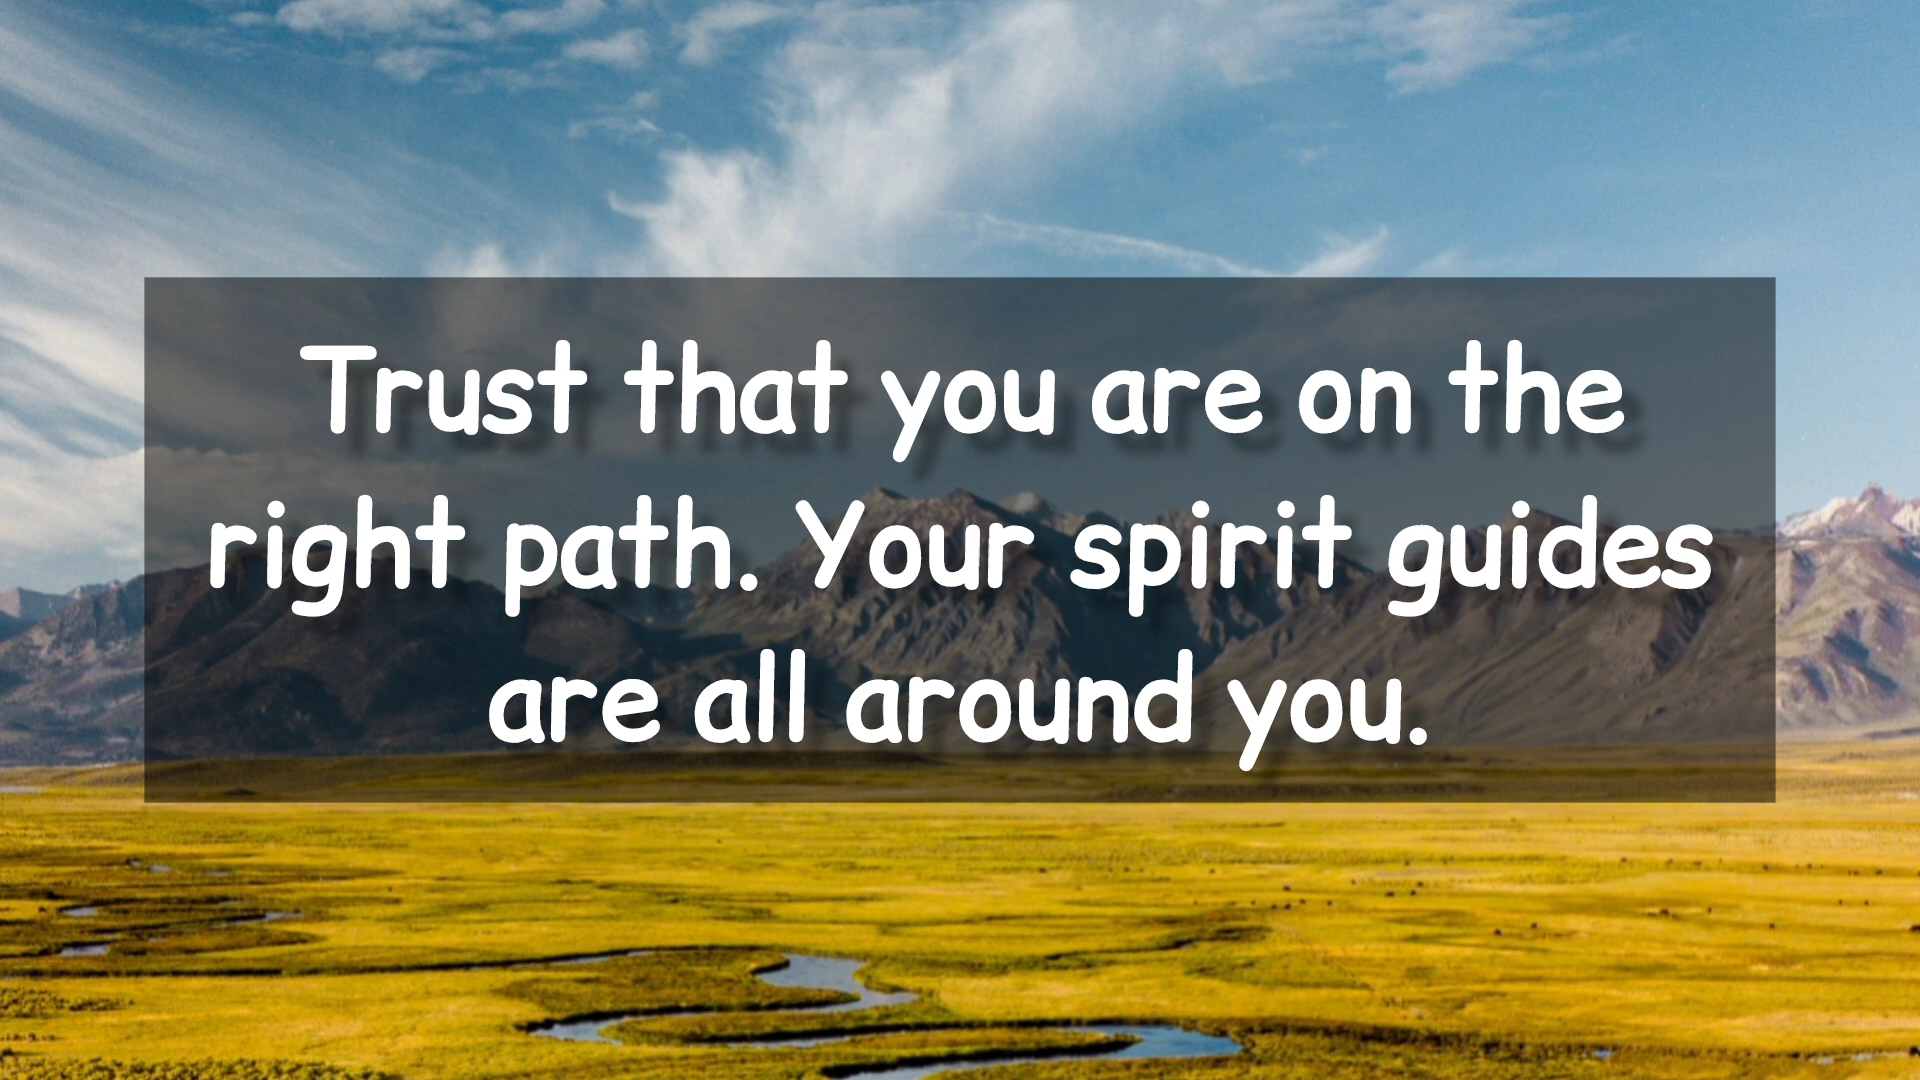 Trust that you are on the
right path. Your spirit guides
are all around you.